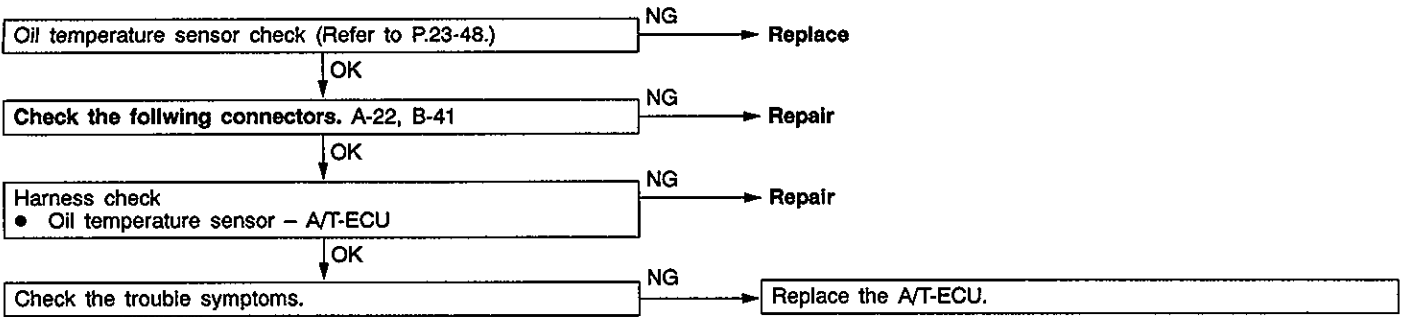 Oil temperature sensor check (Refer to P.23-48.)
NG
Replace
OK
Check the follwing connectors. A-22, B-41
NG
Repair
OK
Harness check
● Oil temperature sensor – A/T-ECU
NG
Repair
OK
Check the trouble symptoms.
NG
Replace the A/T-ECU.